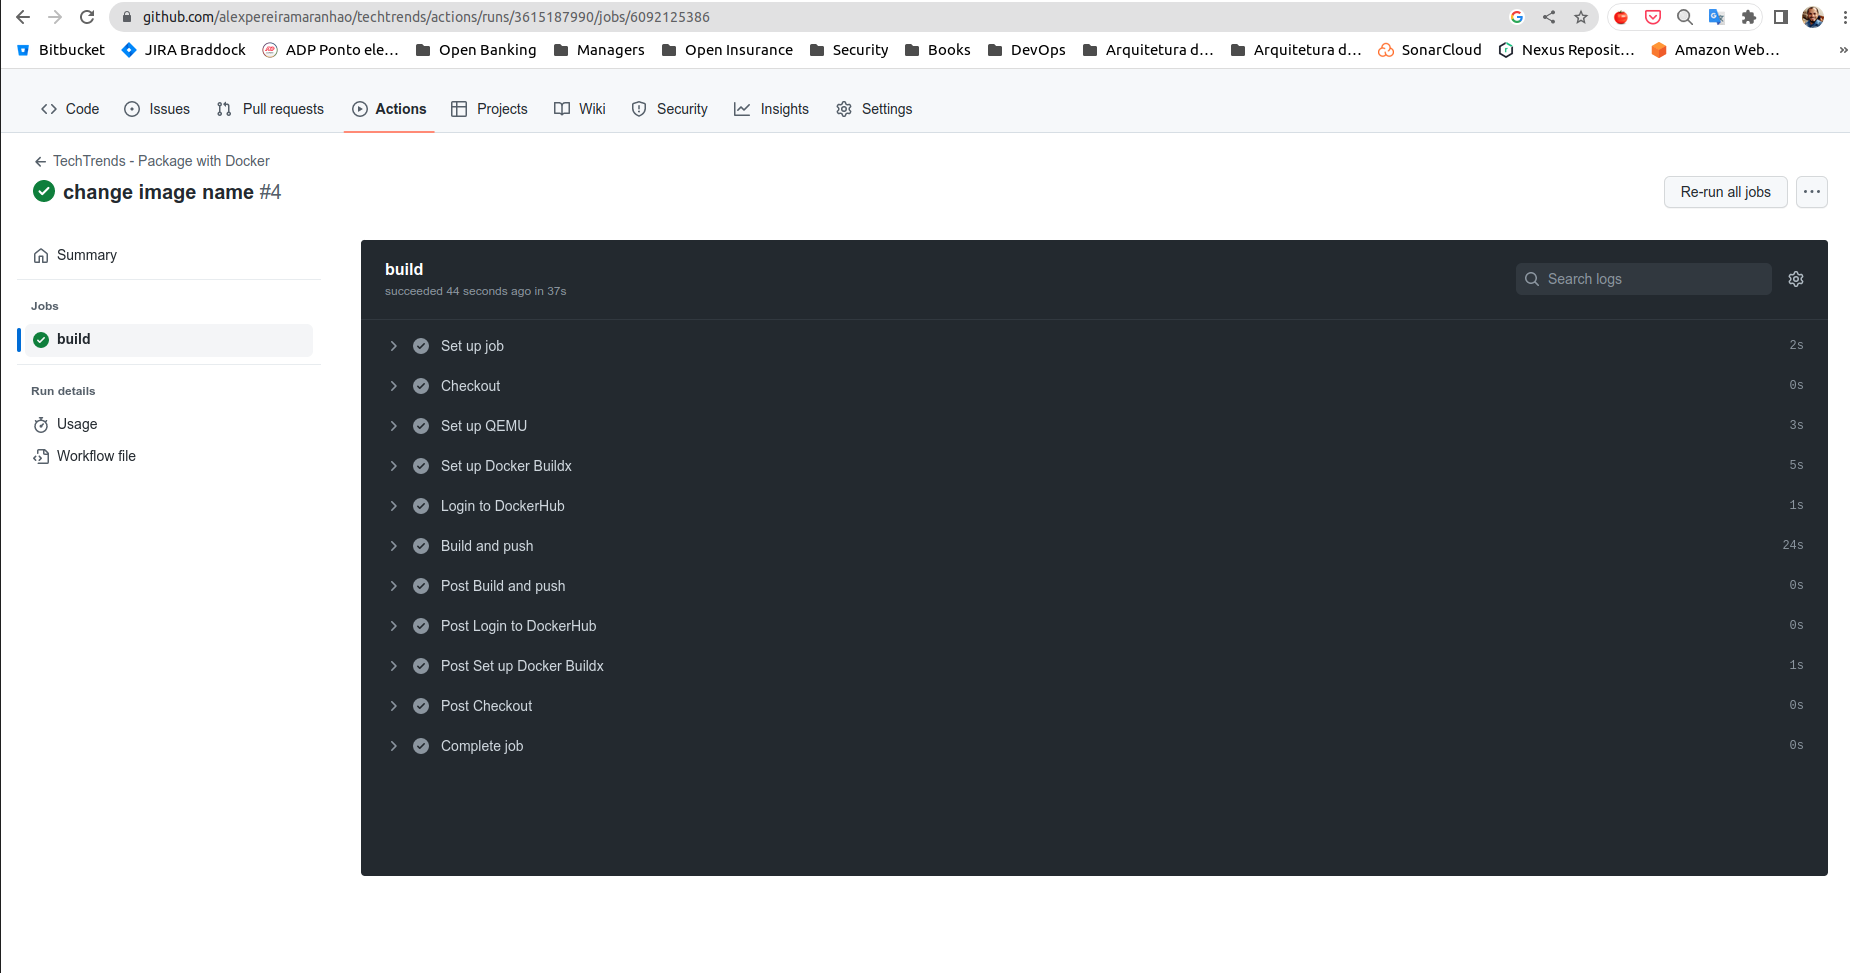 github.com/alexpereiramaranhao/techtrends/actions/runs/3615187990/jobs/6092125386
Bitbucket JIRA Braddock ADP Ponto ele... Open Banking Managers Open Insurance Security Books DevOps Arquitetura d... Arquitetura d... SonarCloud Nexus Reposit... Amazon Web... »
Code Issues Pull requests Actions Projects Wiki Security Insights Settings
TechTrends - Package with Docker
change image name #4
Re-run all jobs
Summary
Jobs
build
Run details
Usage
Workflow file
build
succeeded 44 seconds ago in 37s
Search logs
Set up job 2s
Checkout 0s
Set up QEMU 3s
Set up Docker Buildx 5s
Login to DockerHub 1s
Build and push 24s
Post Build and push 0s
Post Login to DockerHub 0s
Post Set up Docker Buildx 1s
Post Checkout 0s
Complete job 0s